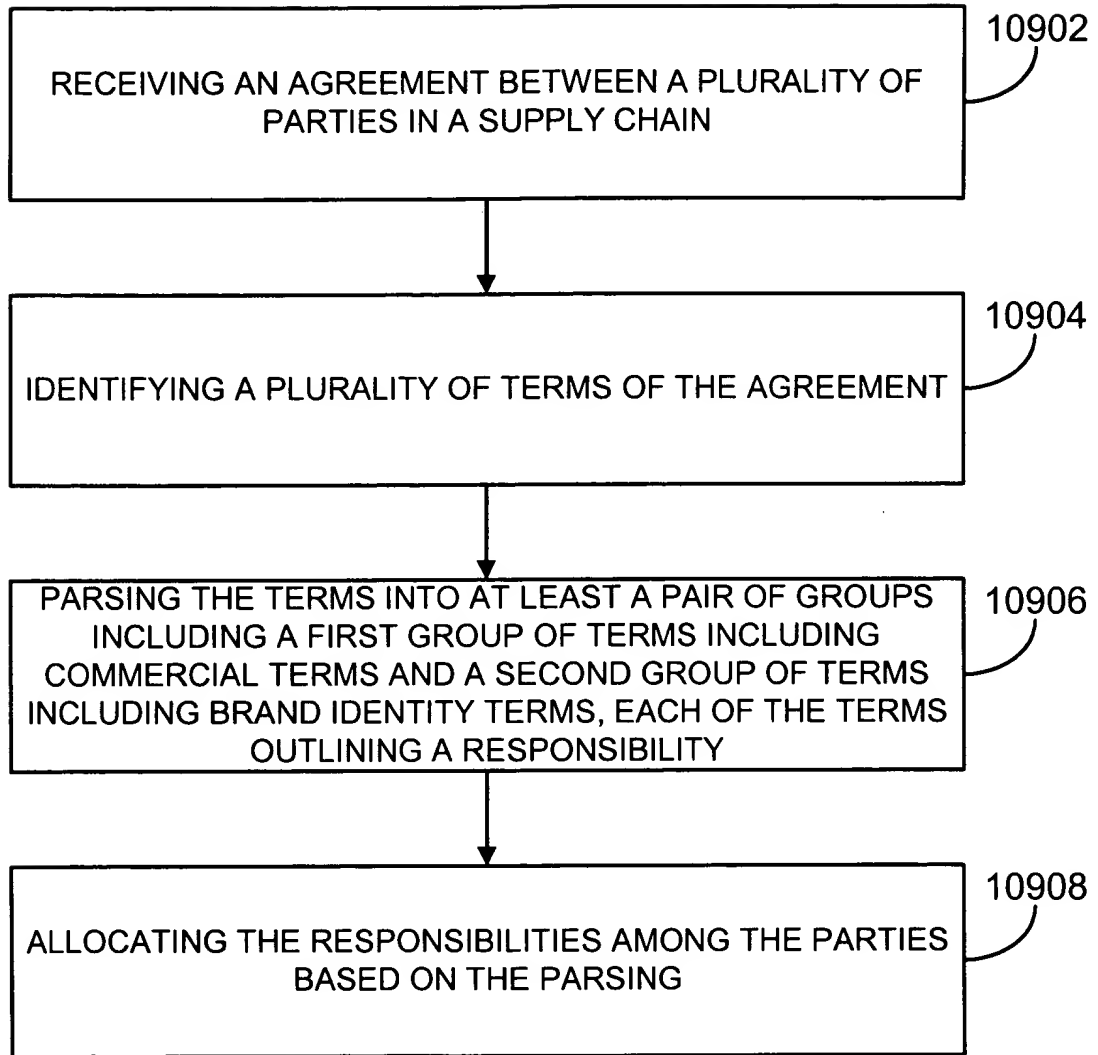 10902
RECEIVING AN AGREEMENT BETWEEN A PLURALITY OF
PARTIES IN A SUPPLY CHAIN
10904
IDENTIFYING A PLURALITY OF TERMS OF THE AGREEMENT
10906
PARSING THE TERMS INTO AT LEAST A PAIR OF GROUPS
INCLUDING A FIRST GROUP OF TERMS INCLUDING
COMMERCIAL TERMS AND A SECOND GROUP OF TERMS
INCLUDING BRAND IDENTITY TERMS, EACH OF THE TERMS
OUTLINING A RESPONSIBILITY
10908
ALLOCATING THE RESPONSIBILITIES AMONG THE PARTIES
BASED ON THE PARSING